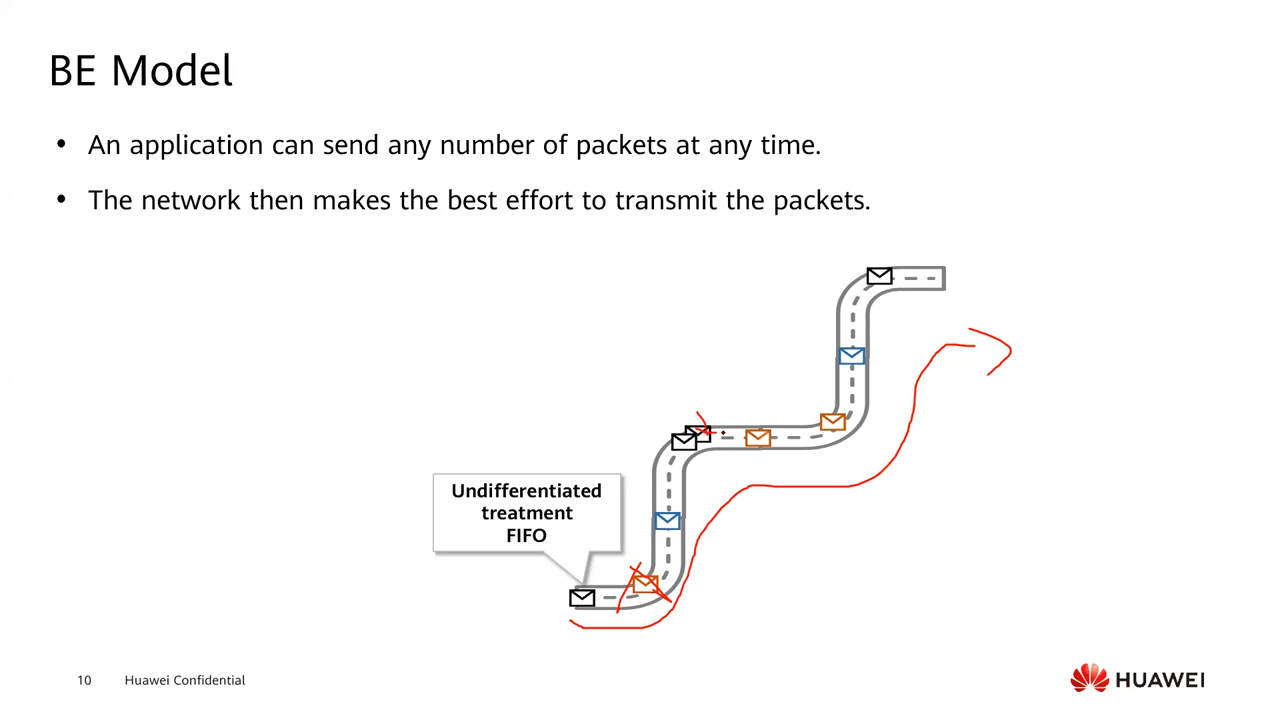 BE Model
• An application can send any number of packets at any time.
• The network then makes the best effort to transmit the packets.
Undifferentiated
treatment
FIFO
10 Huawei Confidential
HUAWEI